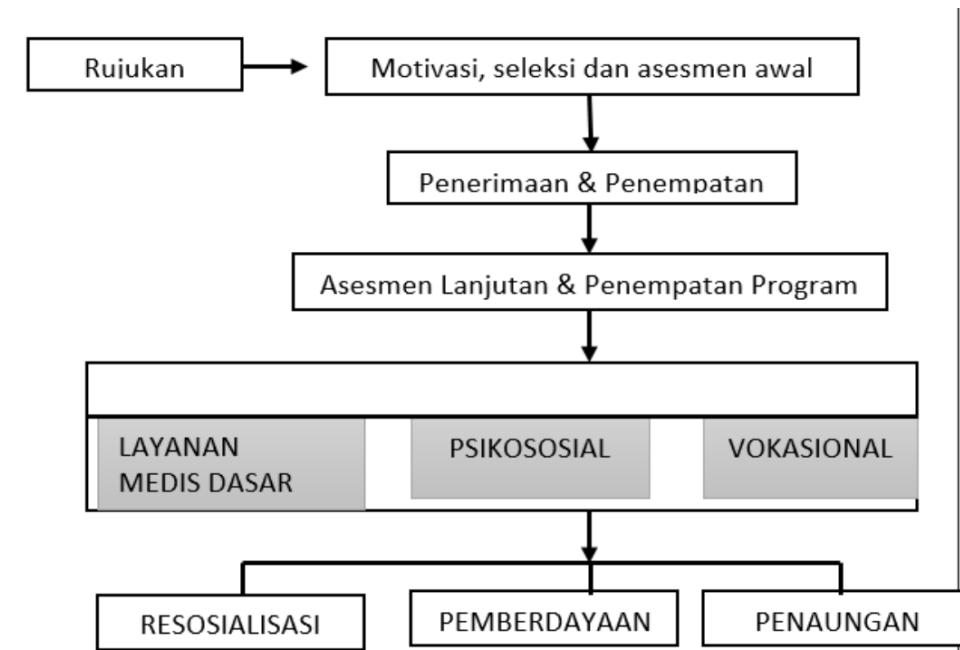 Rujukan
Motivasi, seleksi dan asesmen awal
Penerimaan & Penempatan
Asesmen Lanjutan & Penempatan Program
LAYANAN
MEDIS DASAR
PSIKOSOSIAL
VOKASIONAL
RESOSIALISASI
PEMBERDAYAAN
PENAUNGAN